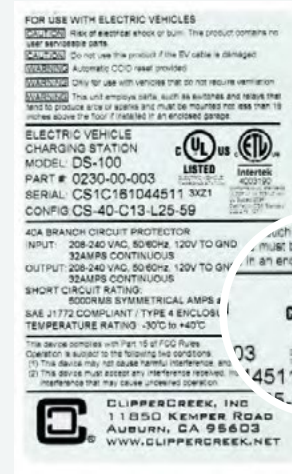 FOR USE WITH ELECTRIC VEHICLES
CAUTION Risk of electrical shock or burn. This product contains no
user serviceable parts.
CAUTION Do not use this product if the EV cable is damaged
WARNING Automatic CCID reset provided
WARNING Only for use with vehicles that do not require ventilation
WARNING This unit employs parts, such as switches and relays that
tend to produce arcs or sparks and must be mounted not less than 18
inches above the floor if installed in an enclosed garage.
ELECTRIC VEHICLE
CHARGING STATION
MODEL: DS-100
PART #: 0230-00-003
SERIAL: CS1C161044511 3XZ1
CONFIG CS-40-C13-L25-59
C UL US
LISTED
ETL
Intertek
40A BRANCH CIRCUIT PROTECTOR
INPUT: 208-240 VAC, 50/60Hz, 120V TO GND
32AMPS CONTINUOUS
OUTPUT: 208-240 VAC, 50/60Hz, 120V TO GN
32AMPS CONTINUOUS
SHORT CIRCUIT RATING:
5000RMS SYMMETRICAL AMPS
SAE J1772 COMPLIANT / TYPE 4 ENCLOSU
TEMPERATURE RATING -30°C to +40°C
This device complies with Part 15 of FCC Rules
Operation is subject to the following two conditions
(1) This device may not cause harmful interference, and
(2) This device must accept any interference received,
interference that may cause undesired operation.
such
must b
in an enc
03
4451
CLIPPERCREEK, INC
11850 KEMPER ROAD
AUBURN, CA 95603
WWW.CLIPPERCREEK.NET